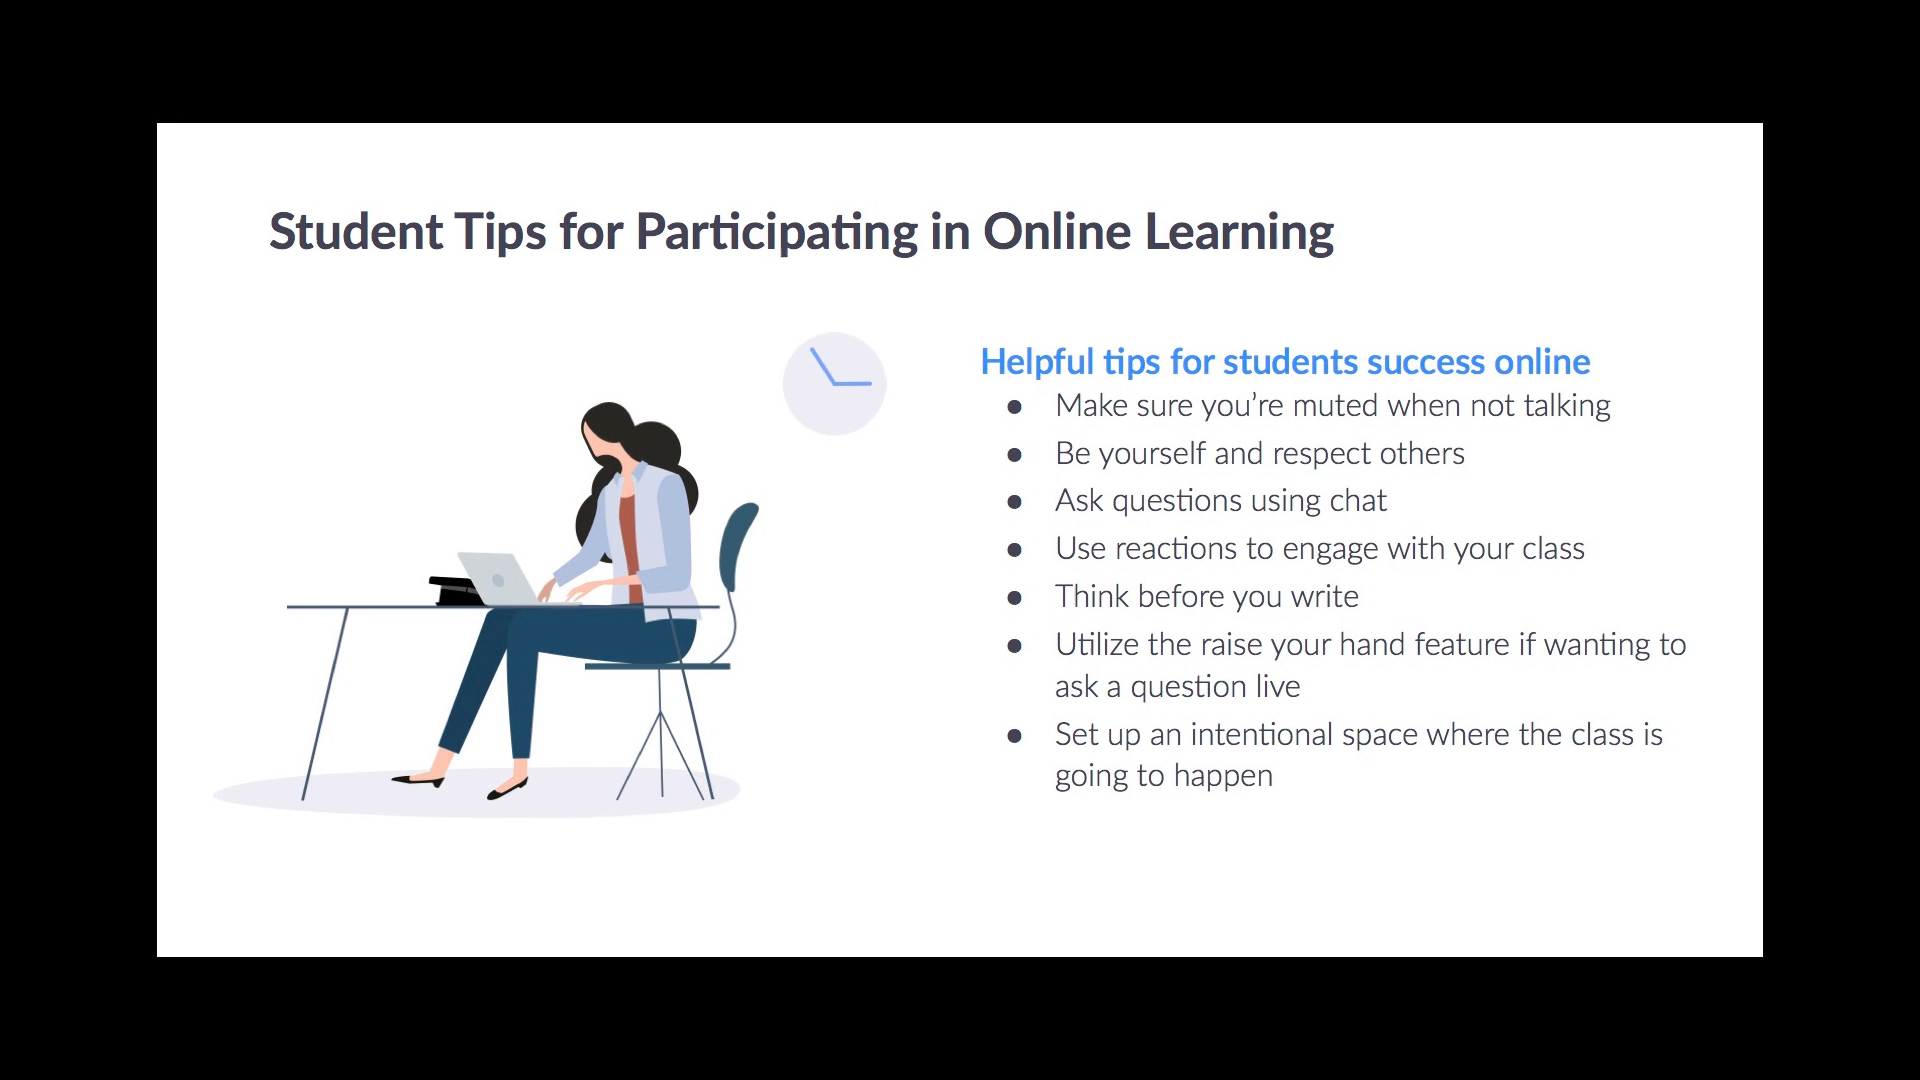 Student Tips for Participating in Online Learning
Helpful tips for students success online
● Make sure you’re muted when not talking
● Be yourself and respect others
● Ask questions using chat
● Use reactions to engage with your class
● Think before you write
● Utilize the raise your hand feature if wanting to
ask a question live
● Set up an intentional space where the class is
going to happen